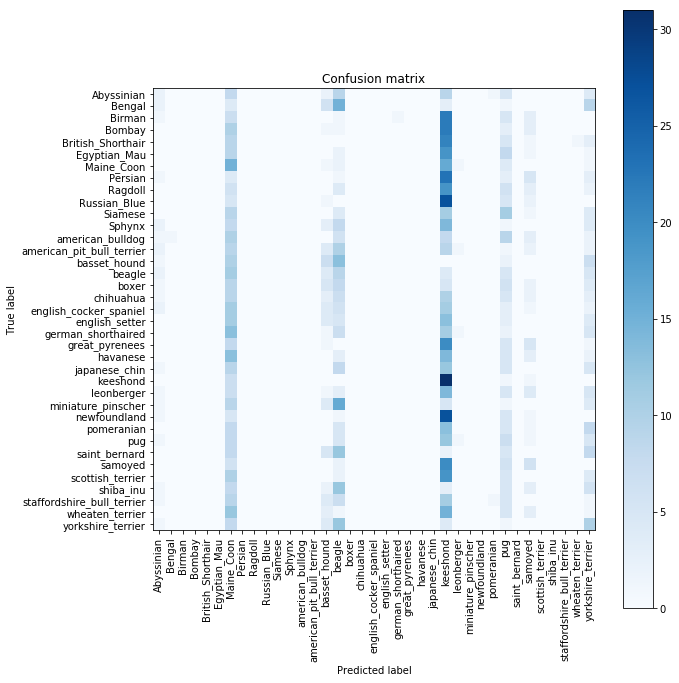 Confusion matrix
True label
Abyssinian
Bengal
Birman
Bombay
British_Shorthair
Egyptian_Mau
Maine_Coon
Persian
Ragdoll
Russian_Blue
Siamese
Sphynx
american_bulldog
american_pit_bull_terrier
basset_hound
beagle
boxer
chihuahua
english_cocker_spaniel
english_setter
german_shorthaired
great_pyrenees
havanese
japanese_chin
keeshond
leonberger
miniature_pinscher
newfoundland
pomeranian
pug
saint_bernard
samoyed
scottish_terrier
shiba_inu
staffordshire_bull_terrier
wheaten_terrier
yorkshire_terrier
Abyssinian
Bengal
Birman
Bombay
British_Shorthair
Egyptian_Mau
Maine_Coon
Persian
Ragdoll
Russian_Blue
Siamese
Sphynx
american_bulldog
american_pit_bull_terrier
basset_hound
beagle
boxer
chihuahua
english_cocker_spaniel
english_setter
german_shorthaired
great_pyrenees
havanese
japanese_chin
keeshond
leonberger
miniature_pinscher
newfoundland
pomeranian
pug
saint_bernard
samoyed
scottish_terrier
shiba_inu
staffordshire_bull_terrier
wheaten_terrier
yorkshire_terrier
Predicted label
30
25
20
15
10
5
0